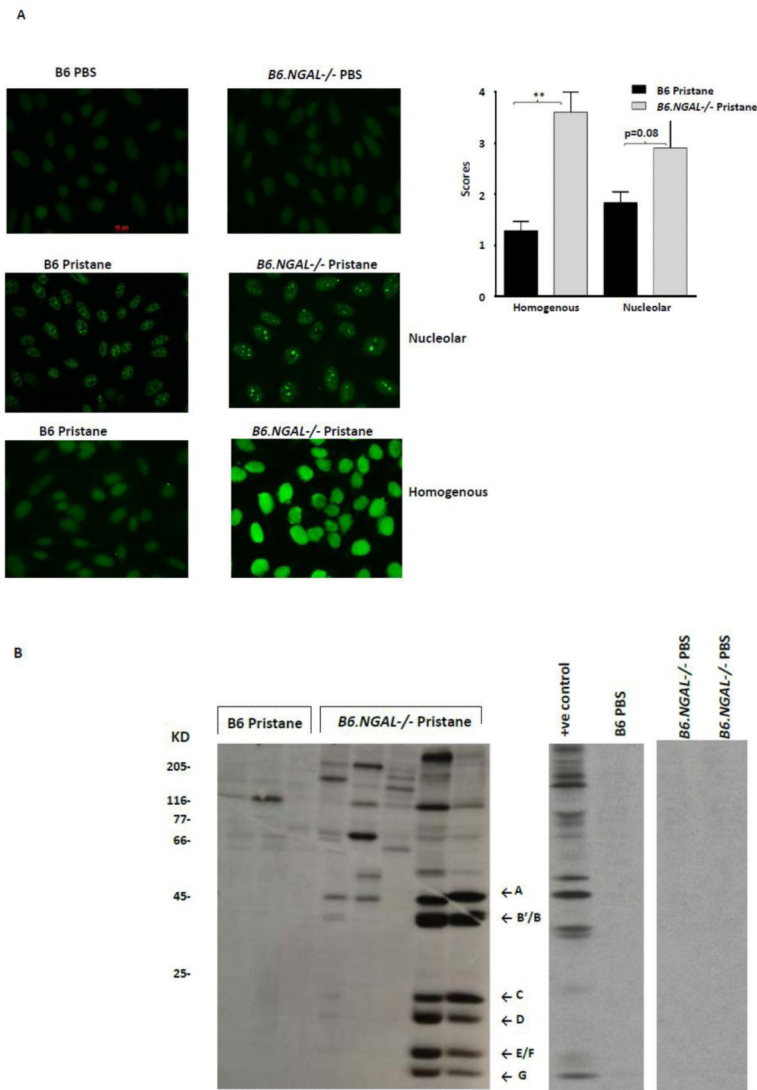 A
B6 PBS
B6.NGAL-/- PBS
B6 Pristane
B6.NGAL-/- Pristane
Nucleolar
B6 Pristane
B6.NGAL-/- Pristane
Homogenous
B6 Pristane
B6.NGAL-/- Pristane
**
p=0.08
Scores
4
3
2
1
0
Homogenous
Nucleolar
B
KD
B6 Pristane
B6.NGAL-/- Pristane
+ve control
B6 PBS
B6.NGAL-/- PBS
B6.NGAL-/- PBS
205-
116-
77-
66-
45-
25-
← A
← B'/B
← C
← D
← E/F
← G